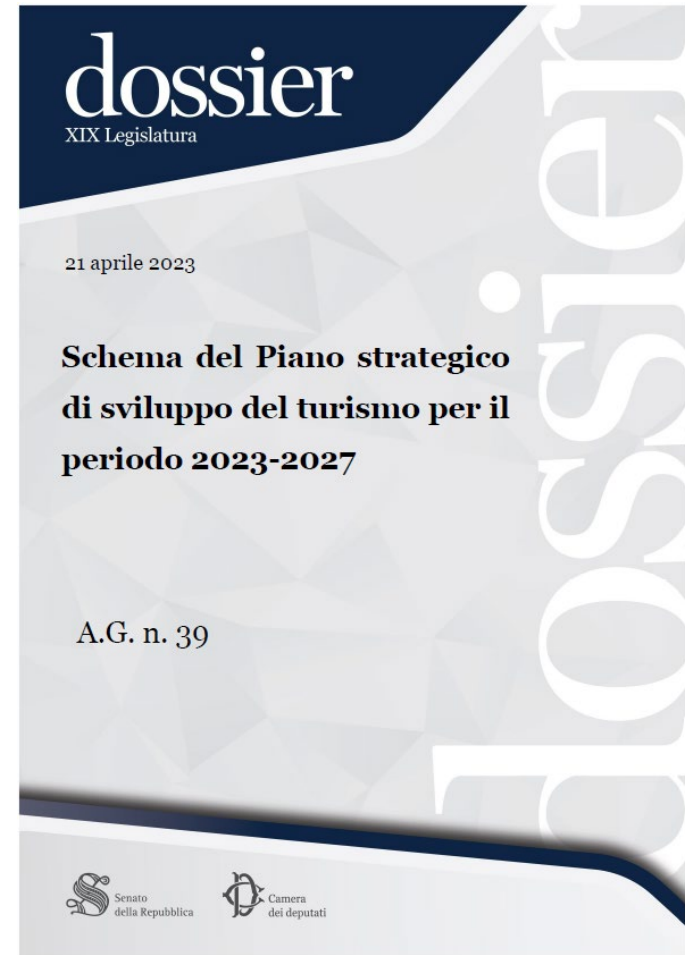 dossier
XIX Legislatura
21 aprile 2023
Schema del Piano strategico
di sviluppo del turismo per il
periodo 2023-2027
A.G. n. 39
dossier
Senato
della Repubblica
Camera
dei deputati